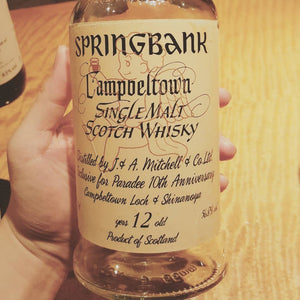 SPRINGBANK
Campbeltown
SINGLE MALT
SCOTCH WHISKY
Distilled by J. & A. Mitchell & Co. Ltd.
Exclusive for Paradee 10th Anniversary
Campbeltown Loch & Shinanoya
yers 12 old
Product of Scotland